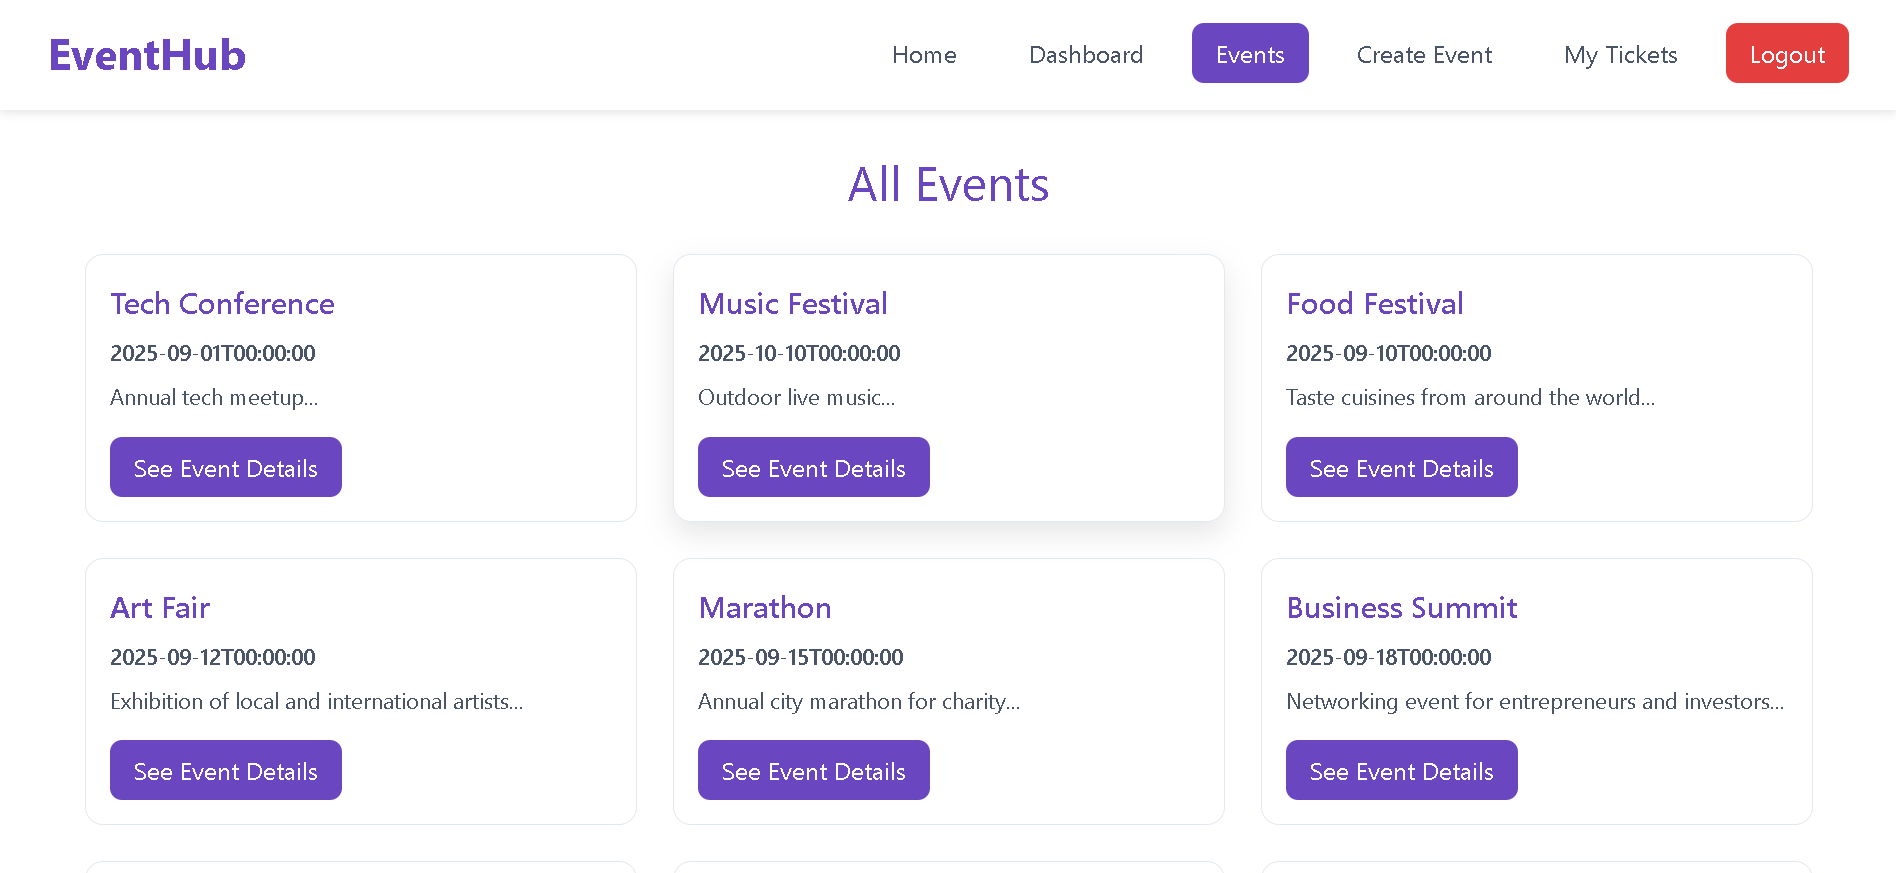 EventHub
Home
Dashboard
Events
Create Event
My Tickets
Logout
All Events
Tech Conference
2025-09-01T00:00:00
Annual tech meetup...
See Event Details
Music Festival
2025-10-10T00:00:00
Outdoor live music...
See Event Details
Food Festival
2025-09-10T00:00:00
Taste cuisines from around the world...
See Event Details
Art Fair
2025-09-12T00:00:00
Exhibition of local and international artists...
See Event Details
Marathon
2025-09-15T00:00:00
Annual city marathon for charity...
See Event Details
Business Summit
2025-09-18T00:00:00
Networking event for entrepreneurs and investors...
See Event Details